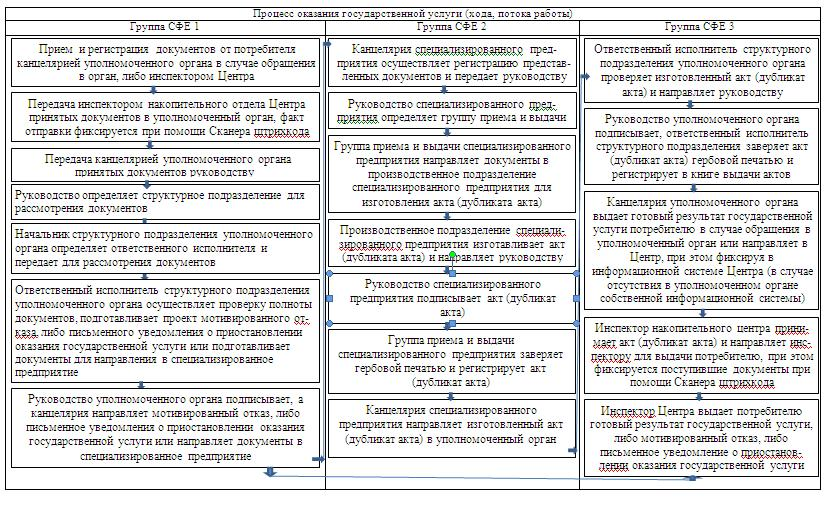 Процесс оказания государственной услуги (хода, потока работы)
Группа СФЕ 1
Группа СФЕ 2
Группа СФЕ 3
Прием и регистрация документов от потребителя
канцелярией уполномоченого органа в случае обращения
в орган, либо инспектором Центра
Передача инспектором накопительного отдела Центра
принятых документов в уполномоченый орган, факт
отправки фиксируется при помощи Сканера штрихкода
Передача канцелярией уполномоченного органа
принятых документов руководству
Руководство определяет структурное подразделение для
рассмотрения документов
Начальник структурного подразделения уполномоченного
органа определяет ответственного исполнителя и
передает для рассмотрения документов
Ответственный исполнитель структурного подразделения
уполномоченого органа осуществляет проверку полноты
документов, подготавливает проект мотивированного от-
каза, либо письменного уведомления о приостановлении
оказания государственной услуги или подготавливает
документы для направления в специализированное
предприятие
Руководство уполномоченого органа подписывает, а
канцелярия направляет мотивированный отказ, либо
письменное уведомления о приостановлении оказания
государственной услуги или направляет документы в
специализированное предприятие
Канцелярия специализированного пред-
приятия осуществляет регистрацию представ-
ленных документов и передает руководству
Руководство специализированного пред-
приятия определяет группу приема и выдачи
Группа приема и выдачи специализированного
предприятия направляет документы в
производственное подразделение
специализированного предприятия для
изготовления акта (дубликата акта)
Производственное подразделение специали-
зированного предприятия изготавливает акт
(дубликата акта) и направляет руководству
Руководство специализированного
предприятия подписывает акт (дубликат
акта)
Группа приема и выдачи
специализированного предприятия заверяет
гербовой печатью и регистрирует акт
(дубликат акта)
Канцелярия специализированного
предприятия направляет изготовленный акт
(дубликат акта) в уполномоченный орган
Ответственный исполнитель структурного
подразделения уполномоченого органа
проверяет изготовленный акт (дубликат
акта) и направляет руководству
Руководство уполномоченого органа
подписывает, ответственный исполнитель
структурного подразделения заверяет акт
(дубликат акта) гербовой печатью и
регистрирует в книге выдачи актов
Канцелярия уполномоченого органа
выдает готовый результат государственной
услуги потребителю в случае обращения в
уполномоченый орган или направляет в
Центр, при этом фиксируя в
информационной системе Центра (в случае
отсутствия в уполномоченом органе
собственной информационной системы)
Инспектор накопительного центра прини-
мает акт (дубликат акта) и направляет инс-
пектору для выдачи потребителю, при этом
фиксируется поступившие документы при
помощи Сканера штрихкода
Инспектор Центра выдает потребителю
готовый результат государственной услуги,
либо мотивированный отказ, либо
письменное уведомление о приостанов-
лении оказания государственной услуги